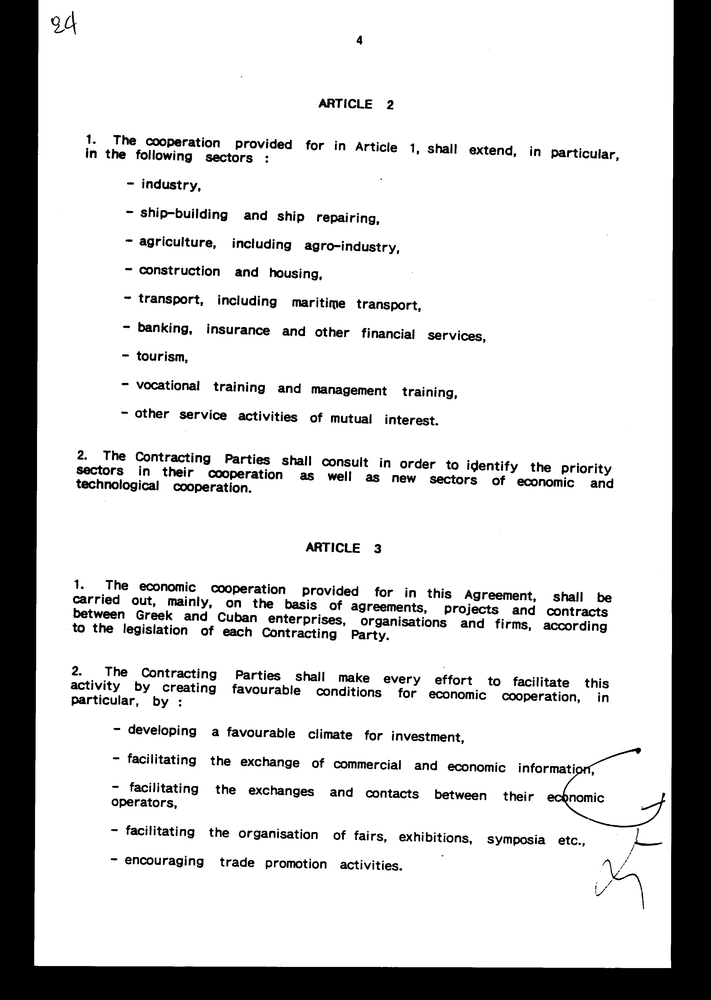 4
ARTICLE 2
1. The cooperation provided for in Article 1, shall extend, in particular,
in the following sectors :
- industry,
- ship-building and ship repairing,
- agriculture, including agro-industry,
- construction and housing,
- transport, including maritime transport,
- banking, insurance and other financial services,
- tourism,
- vocational training and management training,
- other service activities of mutual interest.
2. The Contracting Parties shall consult in order to identify the priority
sectors in their cooperation as well as new sectors of economic and
technological cooperation.
ARTICLE 3
1. The economic cooperation provided for in this Agreement, shall be
carried out, mainly, on the basis of agreements, projects and contracts
between Greek and Cuban enterprises, organisations and firms, according
to the legislation of each Contracting Party.
2. The Contracting Parties shall make every effort to facilitate this
activity by creating favourable conditions for economic cooperation, in
particular, by :
- developing a favourable climate for investment,
- facilitating the exchange of commercial and economic information,
- facilitating the exchanges and contacts between their economic
operators,
- facilitating the organisation of fairs, exhibitions, symposia etc.,
- encouraging trade promotion activities.